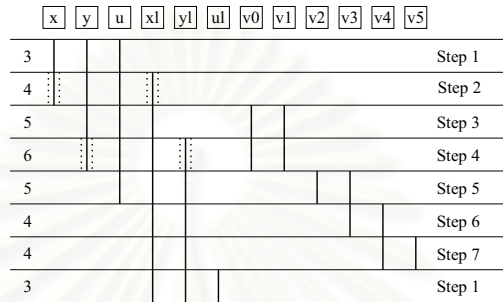 x y u xl yl ul v0 v1 v2 v3 v4 v5
3 Step 1
4 Step 2
5 Step 3
6 Step 4
5 Step 5
4 Step 6
4 Step 7
3 Step 1